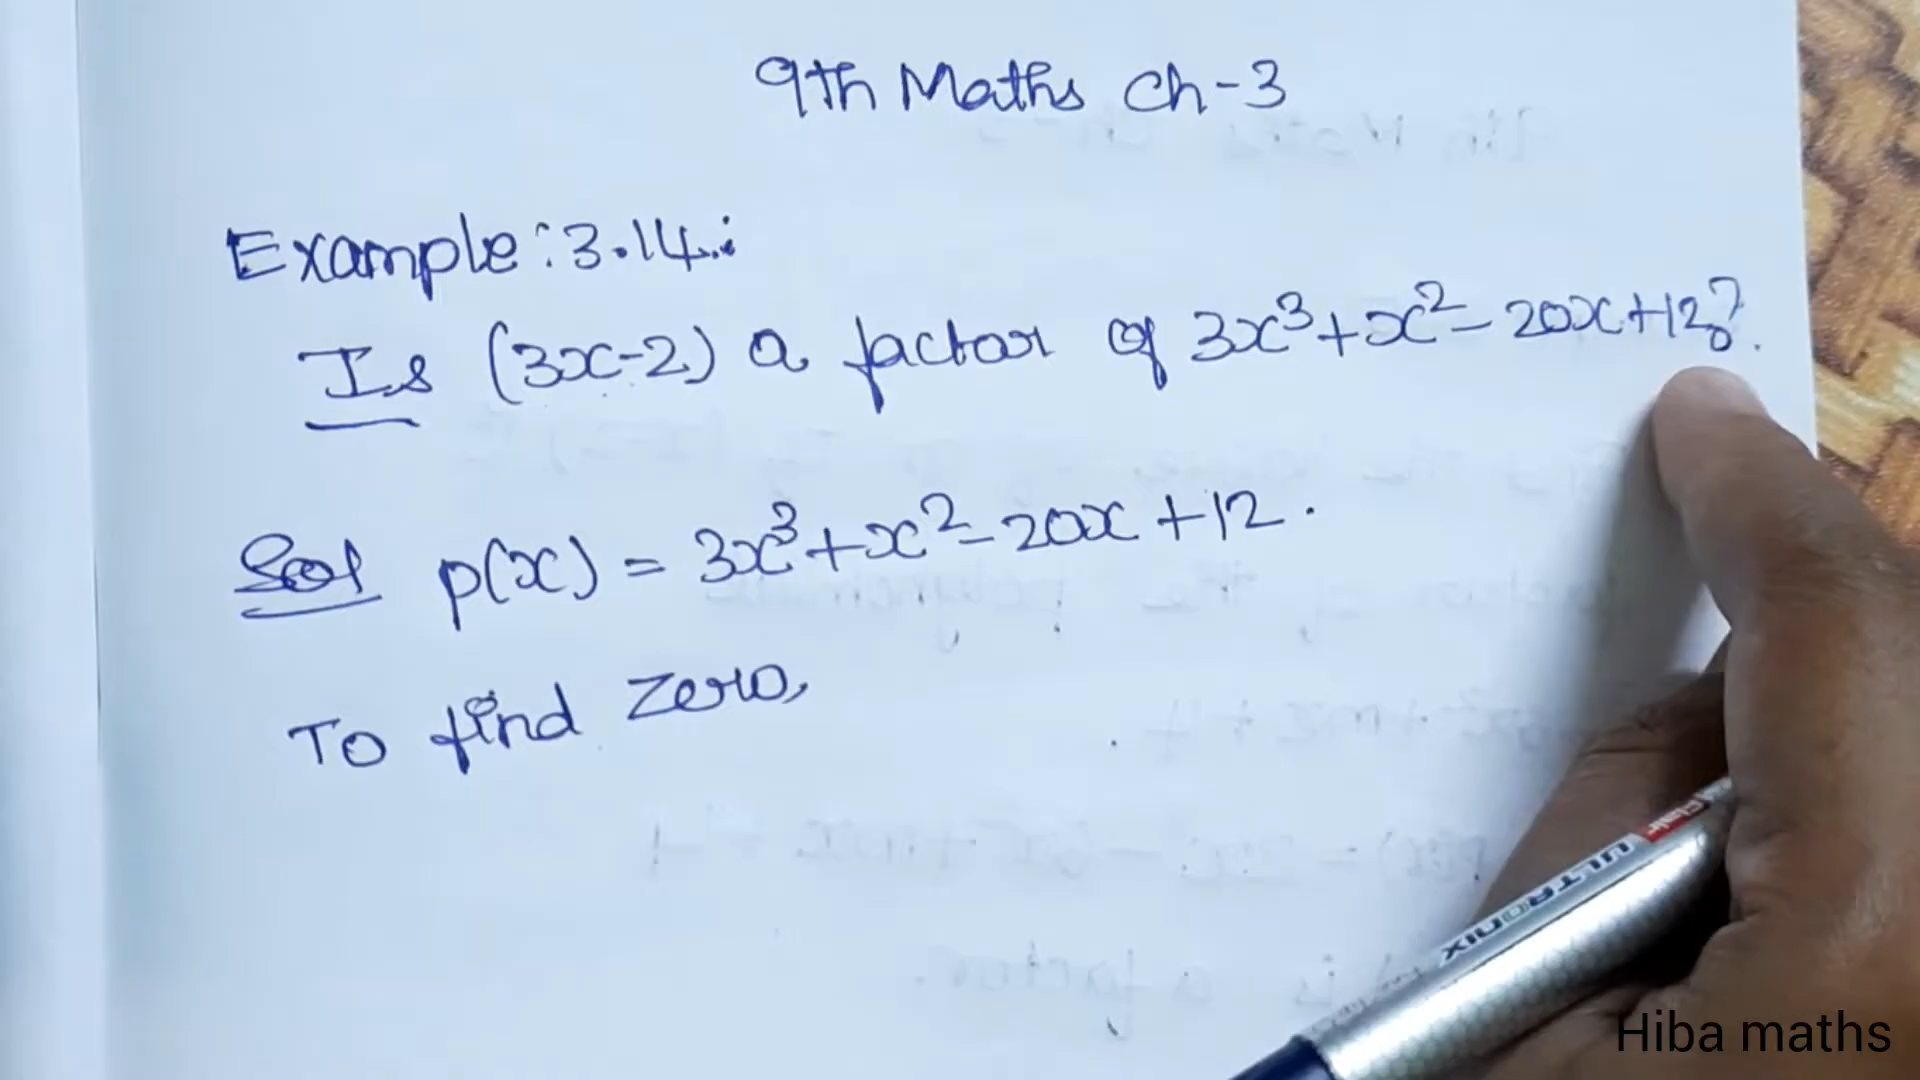 9th Maths Ch-3
Example:3.14:
Is (3x-2) a factor of 3x³+x²-20x+12?
Sol p(x) = 3x³+x²-20x+12.
To find zero,
ULTRONIX
Flair
Hiba maths